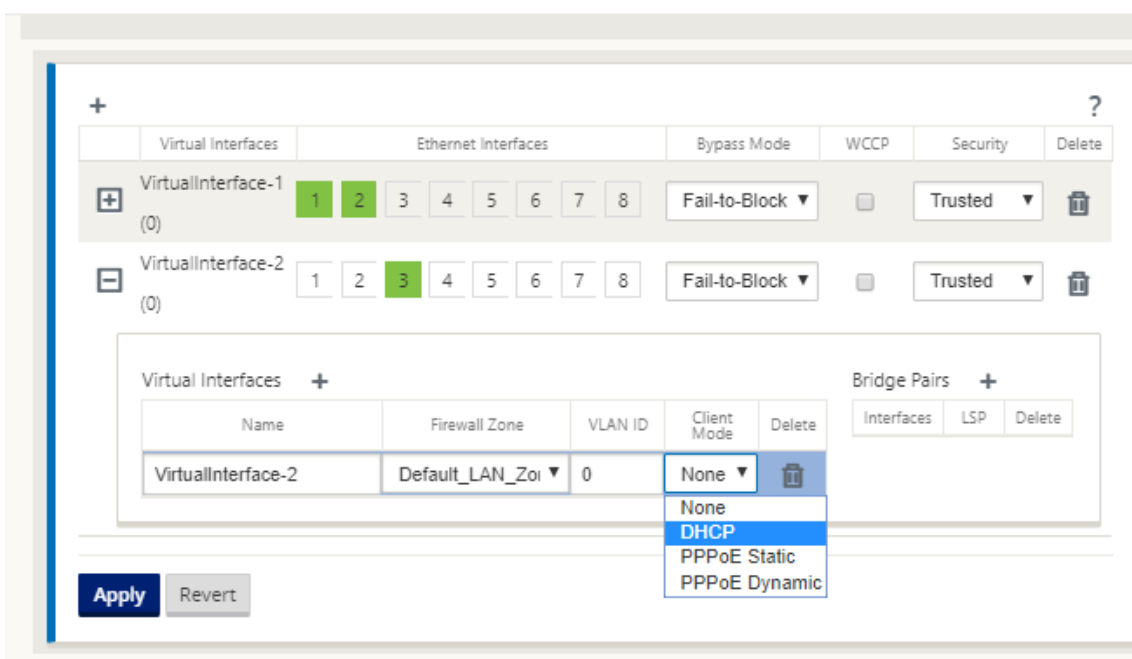 + ?
Virtual Interfaces Ethernet Interfaces Bypass Mode WCCP Security Delete
VirtualInterface-1
1 2 3 4 5 6 7 8 Fail-to-Block Trusted
(0)
VirtualInterface-2
1 2 3 4 5 6 7 8 Fail-to-Block Trusted
(0)
Virtual Interfaces + Bridge Pairs +
Name Firewall Zone VLAN ID Client Mode Delete Interfaces LSP Delete
VirtualInterface-2 Default_LAN_Zo 0 None
None
DHCP
PPPoE Static
PPPoE Dynamic
Apply Revert